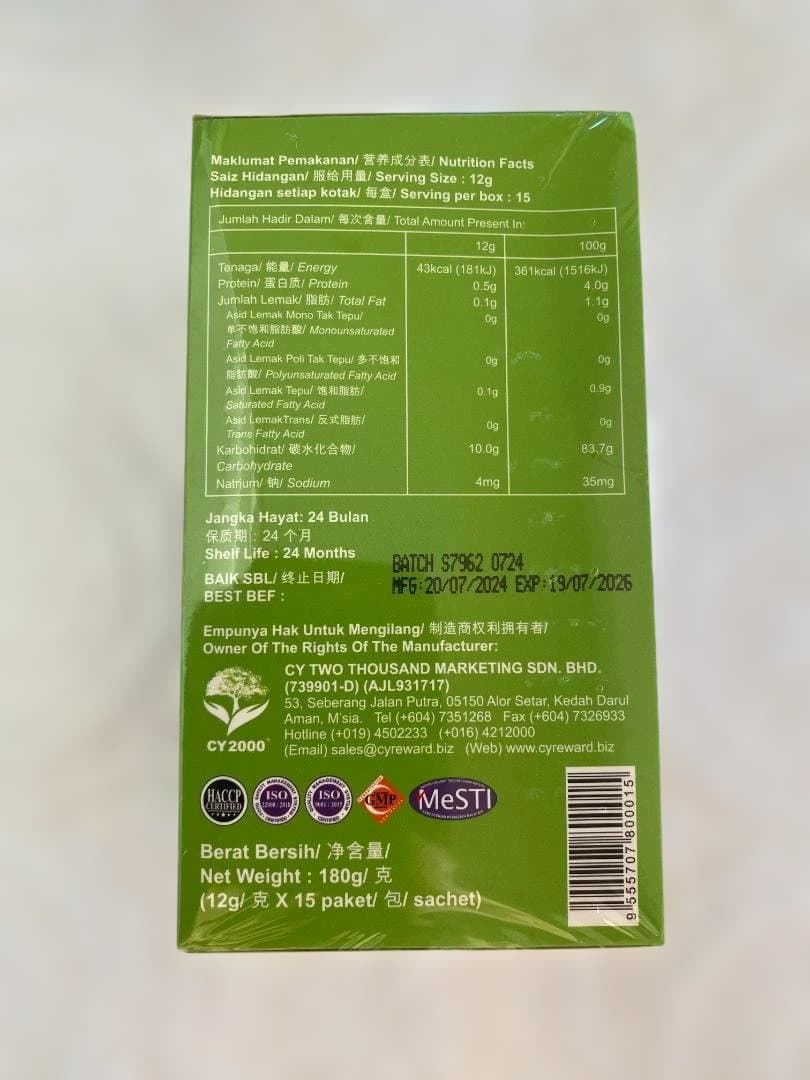 Maklumat Pemakanan/ 营养成分表/ Nutrition Facts
Saiz Hidangan/ 服给用量/ Serving Size : 12g
Hidangan setiap kotak/ 每盒/ Serving per box : 15
Jumlah Hadir Dalam/ 每次含量/ Total Amount Present In:
12g 100g
Tenaga/ 能量/ Energy 43kcal (181kJ) 361kcal (1516kJ)
Protein/ 蛋白质/ Protein 0.5g 4.0g
Jumlah Lemak/ 脂肪/ Total Fat 0.1g 1.1g
Asid Lemak Mono Tak Tepu/ 0g 0g
单不饱和脂肪酸/ Monounsaturated
Fatty Acid
Asid Lemak Poli Tak Tepu/ 多不饱和 0g 0g
脂肪酸/ Polyunsaturated Fatty Acid
Asid Lemak Tepu/ 饱和脂肪/ 0.1g 0.9g
Saturated Fatty Acid
Asid LemakTrans/ 反式脂肪/ 0g 0g
Trans Fatty Acid
Karbohidrat/ 碳水化合物/ 10.0g 83.7g
Carbohydrate
Natrium/ 钠/ Sodium 4mg 35mg
Jangka Hayat: 24 Bulan
保质期 : 24 个月
Shelf Life : 24 Months
BAIK SBL/ 终止日期/
BEST BEF :
BATCH S7962 0724
MFG:20/07/2024 EXP:19/07/2026
Empunya Hak Untuk Mengilang/ 制造商权利拥有者/
Owner Of The Rights Of The Manufacturer:
CY TWO THOUSAND MARKETING SDN. BHD.
(739901-D) (AJL931717)
53, Seberang Jalan Putra, 05150 Alor Setar, Kedah Darul
Aman, M'sia. Tel (+604) 7351268 Fax (+604) 7326933
Hotline (+019) 4502233 (+016) 4212000
(Email) sales@cyreward.biz (Web) www.cyreward.biz
CY2000
HACCP
CERTIFIED
ISO
22000 : 2018
ISO
9001 : 2015
CERTIFIED
GMP
MeSTI
Berat Bersih/ 净含量/
Net Weight : 180g/ 克
(12g/ 克 X 15 paket/ 包/ sachet)
9 555707 800015